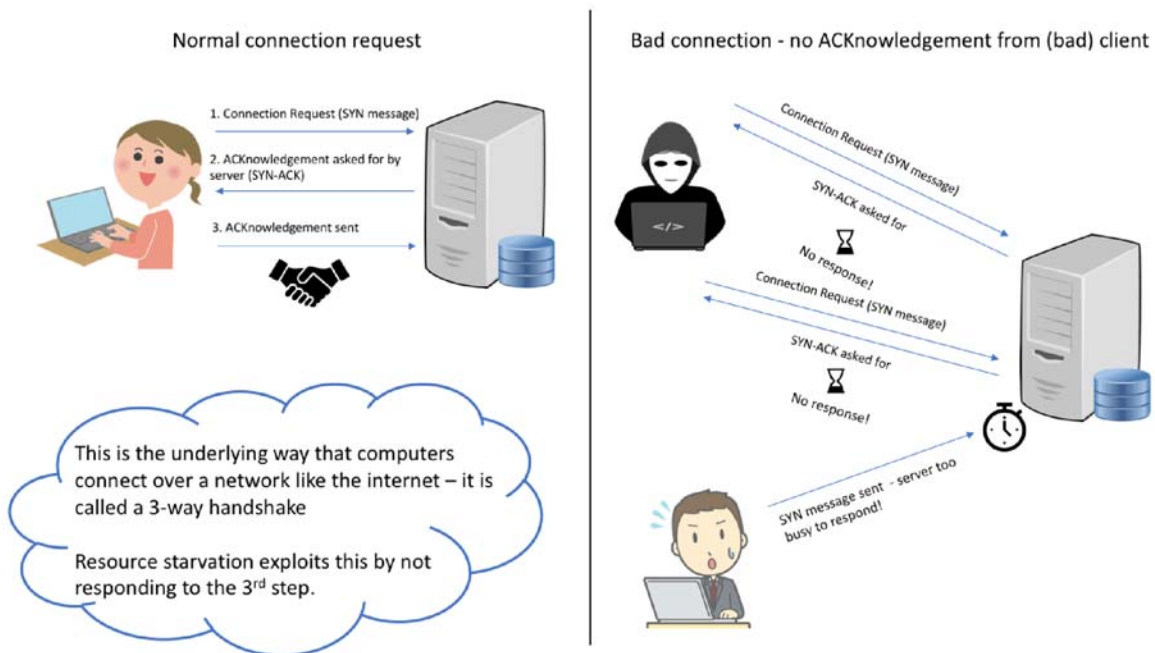 Normal connection request
1. Connection Request (SYN message)
2. ACKnowledgement asked for by
server (SYN-ACK)
3. ACKnowledgement sent
This is the underlying way that computers
connect over a network like the internet – it is
called a 3-way handshake
Resource starvation exploits this by not
responding to the 3rd step.
Bad connection - no ACKnowledgement from (bad) client
Connection Request (SYN message)
SYN-ACK asked for
</>
No response!
Connection Request (SYN message)
SYN-ACK asked for
No response!
SYN message sent - server too
busy to respond!